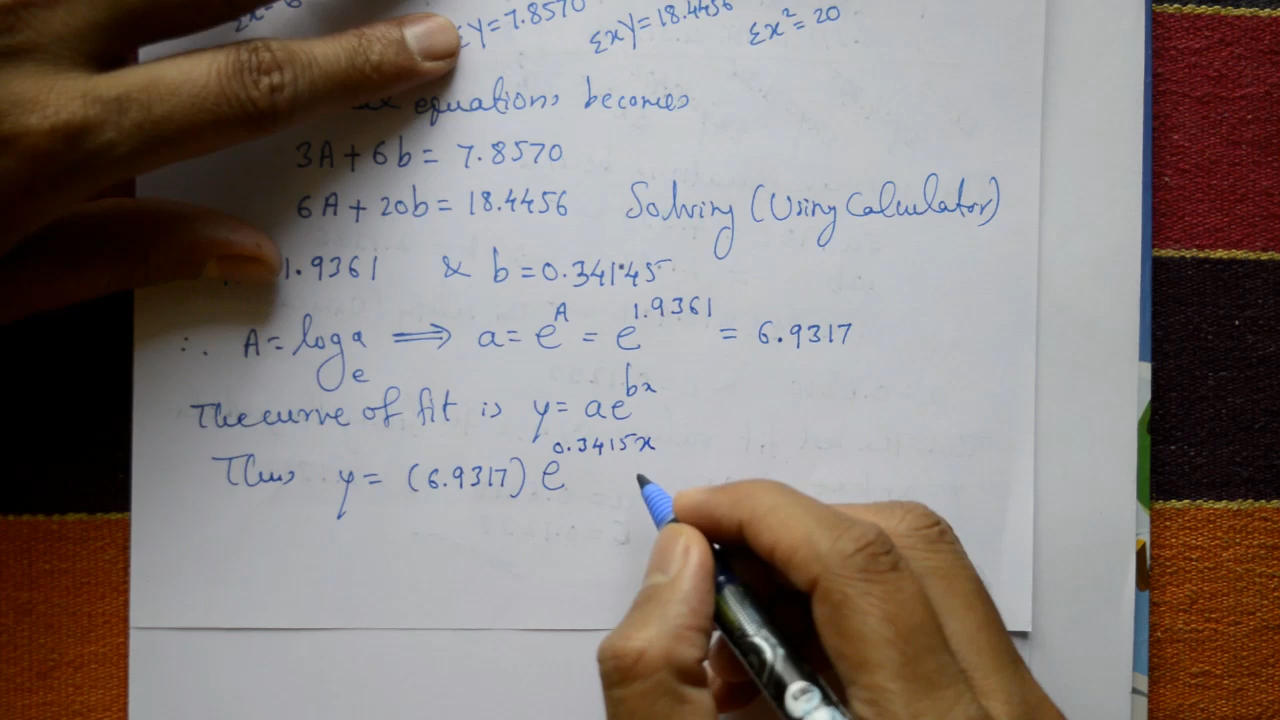 ΣY=7.8570 ΣxY=18.4456 Σx²=20
equations becomes
3A+6b= 7.8570
6A+20b=18.4456 Solving (Using Calculator)
1.9361 & b=0.34145
∴ A= logₑa ⟹ a= e^A = e^1.9361 = 6.9317
The curve of fit is y= ae^bx
Thus y= (6.9317) e^0.3415x